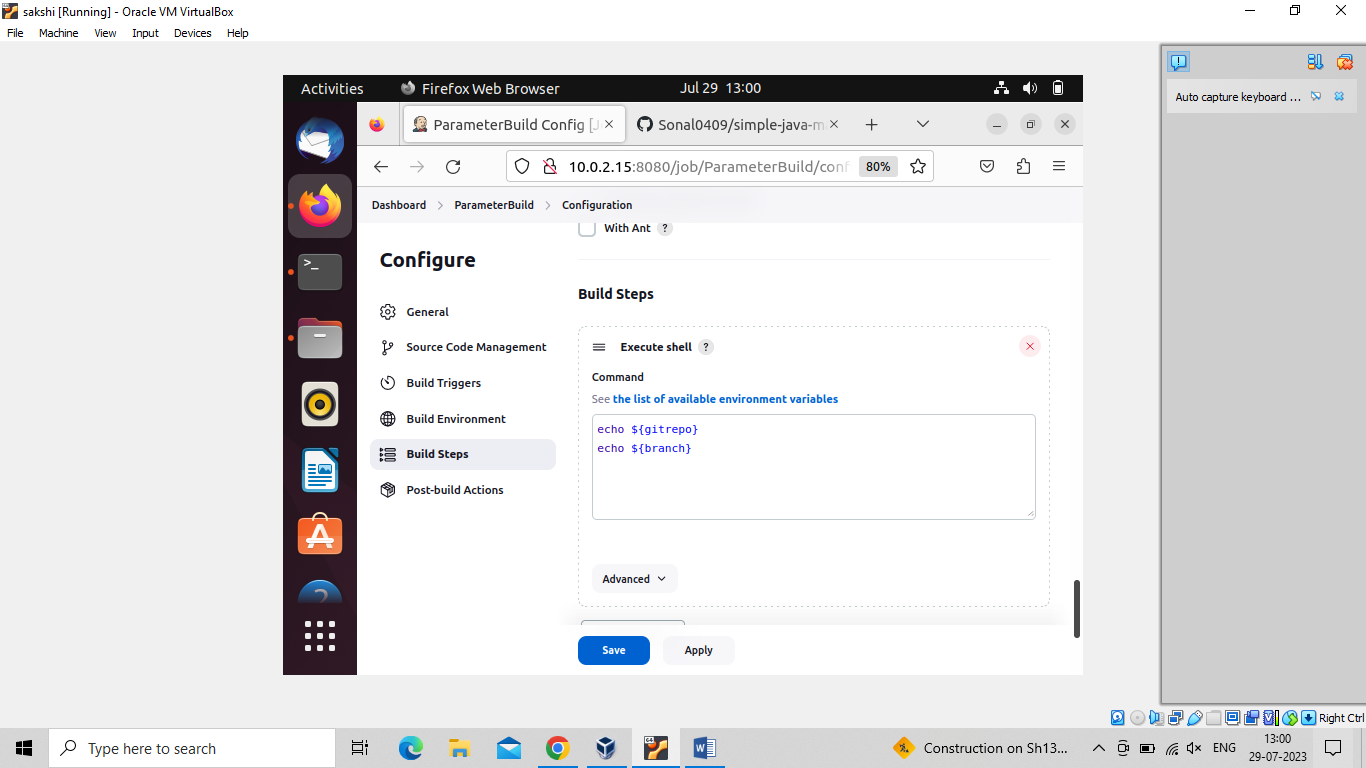 sakshi [Running] - Oracle VM VirtualBox
File Machine View Input Devices Help
Auto capture keyboard ...
Activities Firefox Web Browser Jul 29 13:00
ParameterBuild Config [J
Sonal0409/simple-java-m
10.0.2.15:8080/job/ParameterBuild/conf 80%
Dashboard ParameterBuild Configuration
With Ant ?
Configure
General
Source Code Management
Build Triggers
Build Environment
Build Steps
Post-build Actions
Build Steps
Execute shell ?
Command
See the list of available environment variables
echo ${gitrepo}
echo ${branch}
Advanced
Save Apply
Right Ctrl
Type here to search
64
Construction on Sh13...
ENG
13:00
29-07-2023